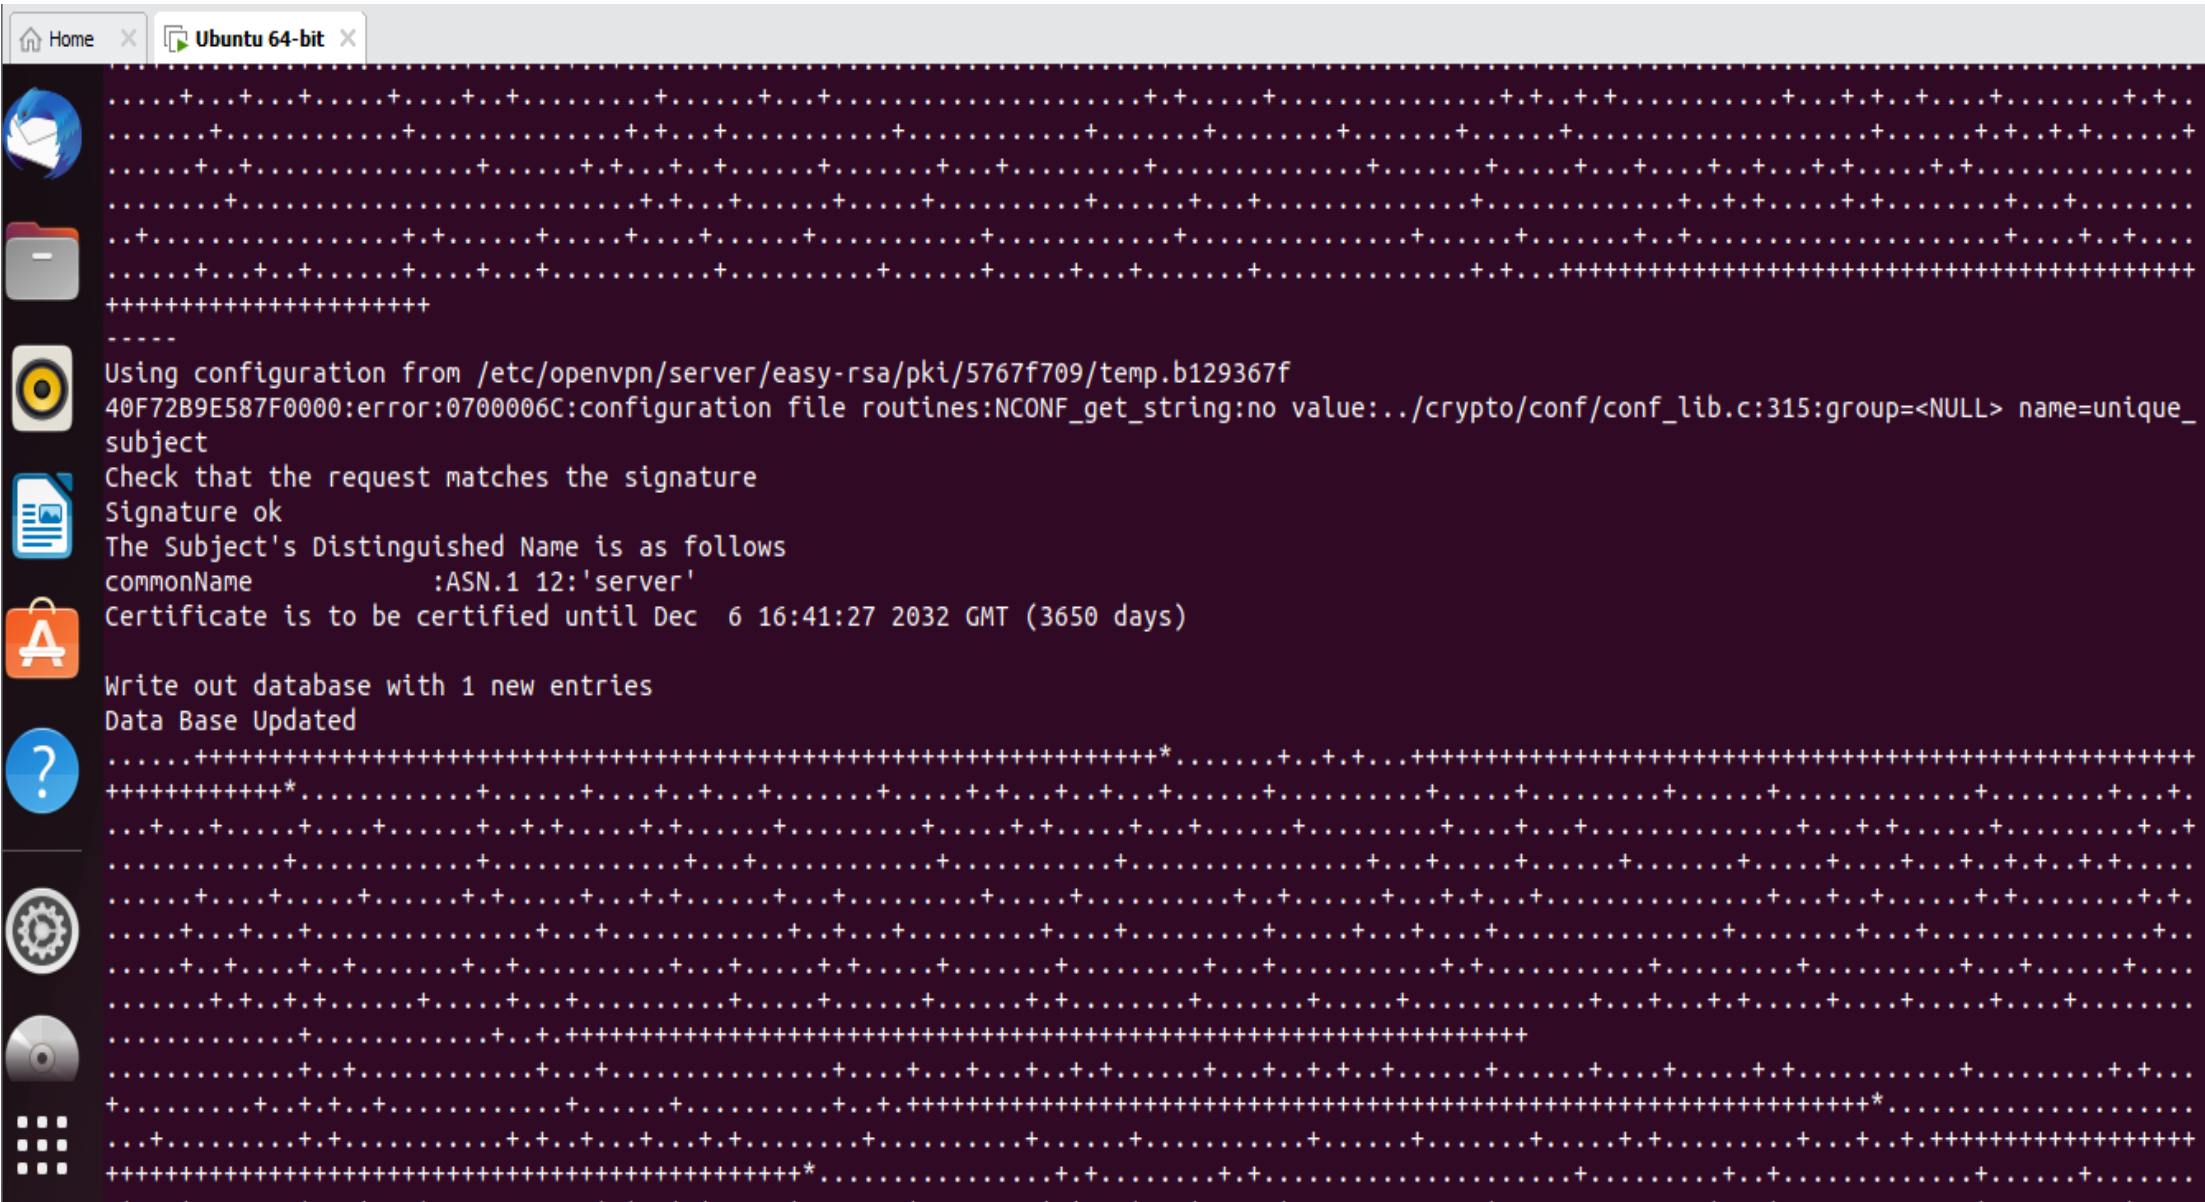 Home
Ubuntu 64-bit
-----
Using configuration from /etc/openvpn/server/easy-rsa/pki/5767f709/temp.b129367f
40F72B9E587F0000:error:0700006C:configuration file routines:NCONF_get_string:no value:../crypto/conf/conf_lib.c:315:group=<NULL> name=unique_
subject
Check that the request matches the signature
Signature ok
The Subject's Distinguished Name is as follows
commonName            :ASN.1 12:'server'
Certificate is to be certified until Dec  6 16:41:27 2032 GMT (3650 days)
Write out database with 1 new entries
Data Base Updated